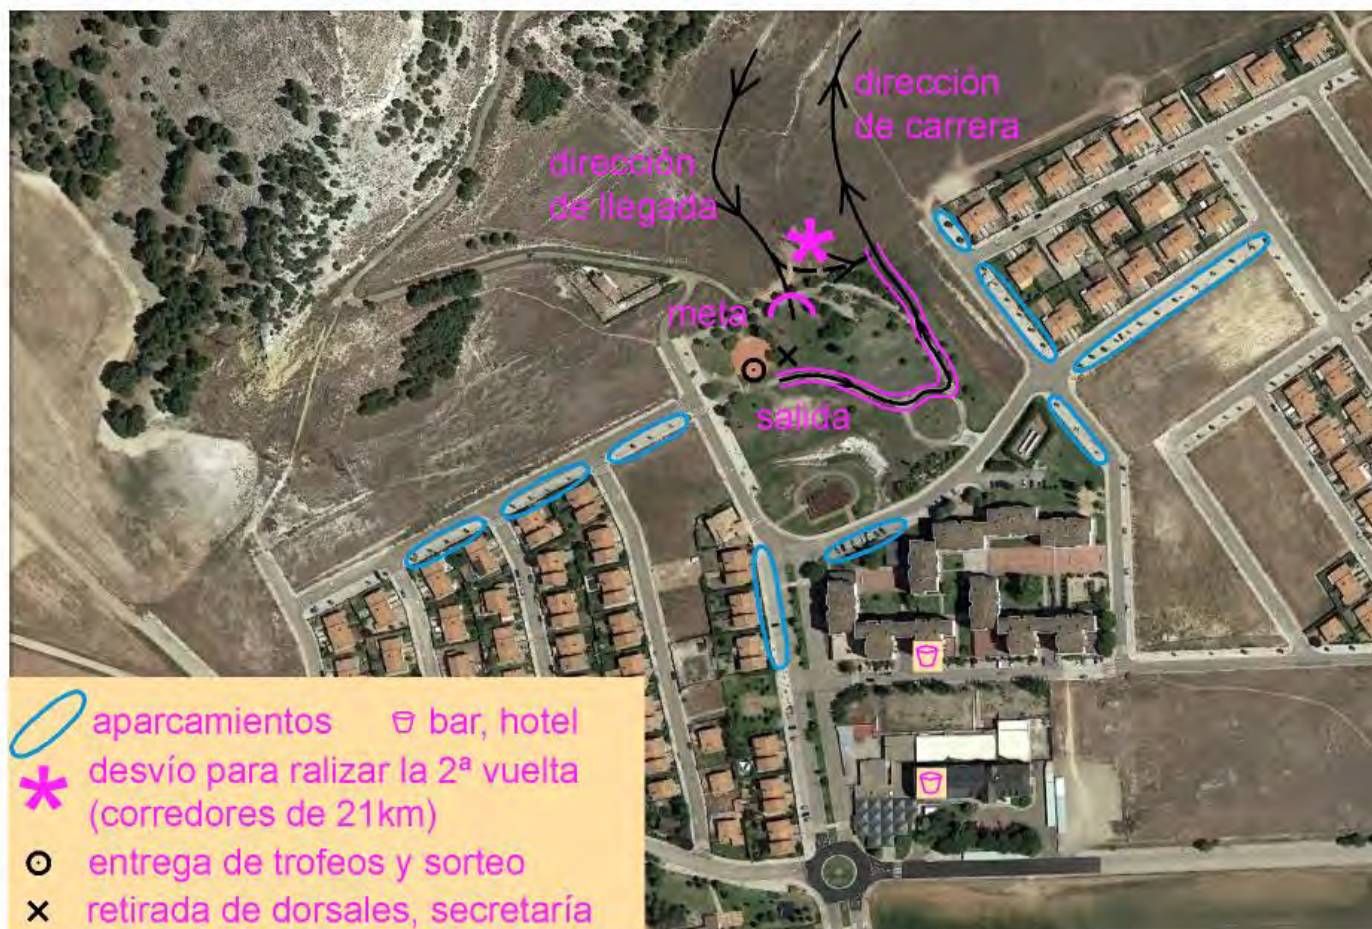 dirección
de carrera
dirección
de llegada
meta
salida
aparcamientos
bar, hotel
desvío para ralizar la 2ª vuelta
(corredores de 21km)
entrega de trofeos y sorteo
retirada de dorsales, secretaría